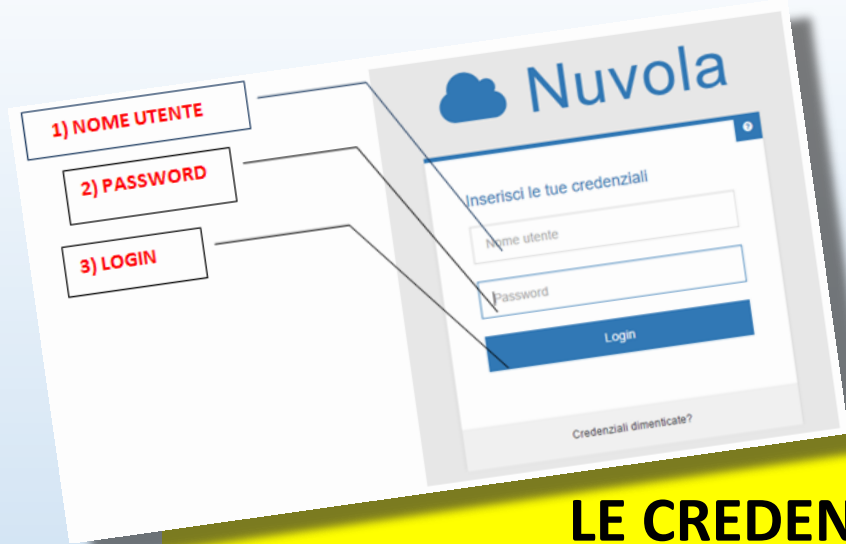 Nuvola
1) NOME UTENTE
2) PASSWORD
3) LOGIN
Inserisci le tue credenziali
Nome utente
Password
Login
Credenziali dimenticate?
LE CREDEN